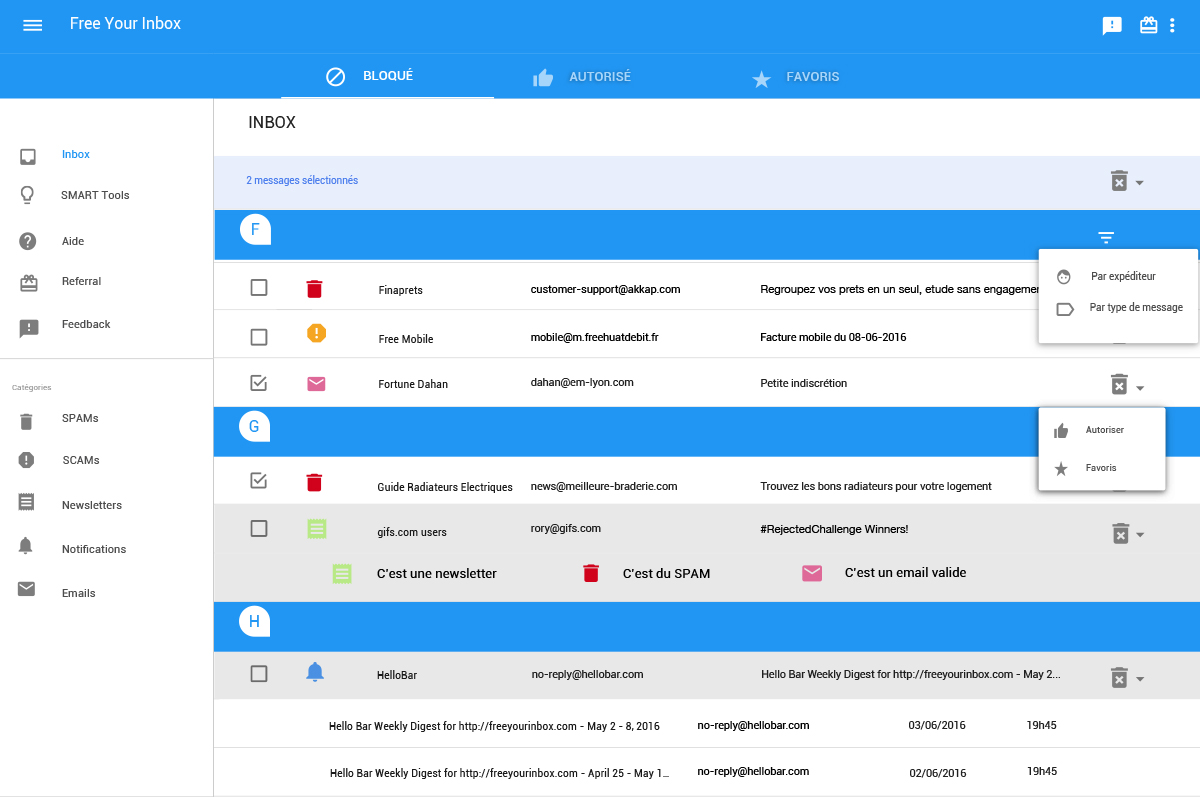 Free Your Inbox
BLOQUÉ
AUTORISÉ
FAVORIS
Inbox
SMART Tools
Aide
Referral
Feedback
Catégories
SPAMs
SCAMs
Newsletters
Notifications
Emails
INBOX
2 messages sélectionnés
F
Par expéditeur
Par type de message
Finaprets customer-support@akkap.com Regroupez vos prets en un seul, etude sans
Free Mobile mobile@m.freehuatdebit.fr Facture mobile du 08-06-2016
Fortune Dahan dahan@em-lyon.com Petite indiscrétion
G
Autoriser
Favoris
Guide Radiateurs Electriques news@meilleure-braderie.com Trouvez les bons radiateurs pour votre logement
gifs.com users rory@gifs.com #RejectedChallenge Winners!
C'est une newsletter C'est du SPAM C'est un email valide
H
HelloBar no-reply@hellobar.com Hello Bar Weekly Digest for http://freeyourinbox.com - May 2...
Hello Bar Weekly Digest for http://freeyourinbox.com - May 2 - 8, 2016 no-reply@hellobar.com 03/06/2016 19h45
Hello Bar Weekly Digest for http://freeyourinbox.com - April 25 - May 1... no-reply@hellobar.com 02/06/2016 19h45